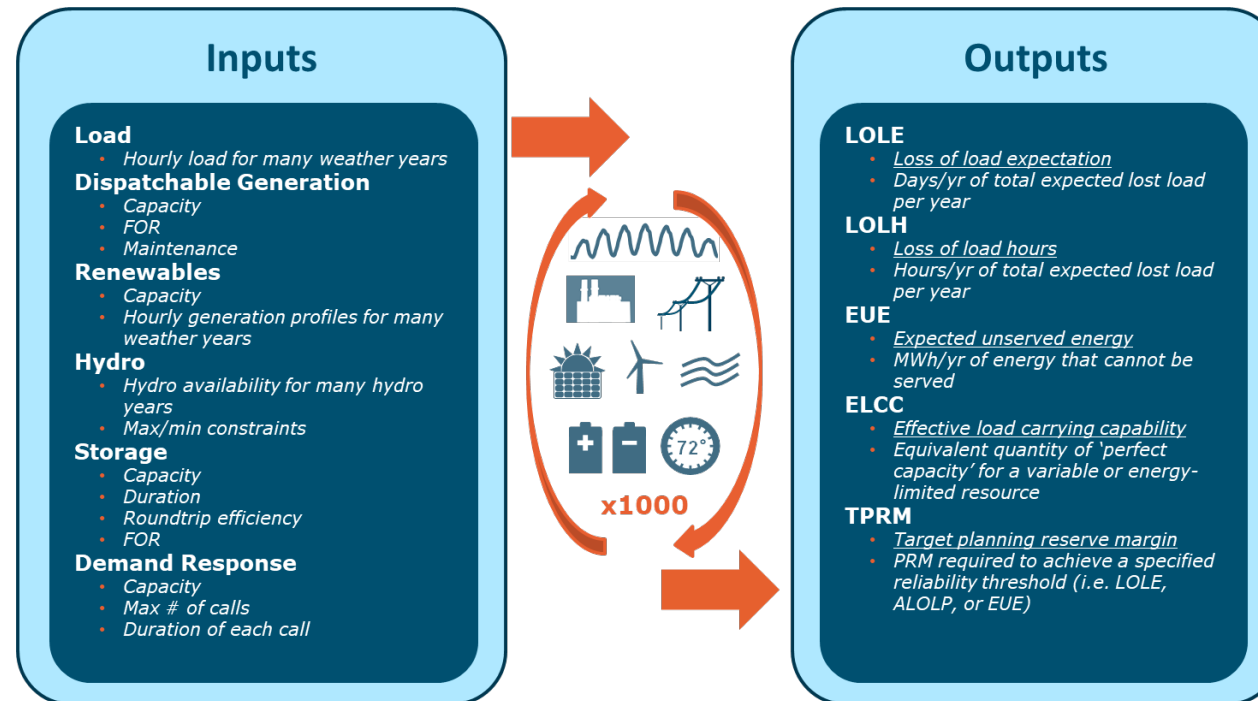 Inputs
Load
• Hourly load for many weather years
Dispatchable Generation
• Capacity
• FOR
• Maintenance
Renewables
• Capacity
• Hourly generation profiles for many
weather years
Hydro
• Hydro availability for many hydro
years
• Max/min constraints
Storage
• Capacity
• Duration
• Roundtrip efficiency
• FOR
Demand Response
• Capacity
• Max # of calls
• Duration of each call
+
−
72°
x1000
Outputs
LOLE
• Loss of load expectation
• Days/yr of total expected lost load
per year
LOLH
• Loss of load hours
• Hours/yr of total expected lost load
per year
EUE
• Expected unserved energy
• MWh/yr of energy that cannot be
served
ELCC
• Effective load carrying capability
• Equivalent quantity of ‘perfect
capacity’ for a variable or energy-
limited resource
TPRM
• Target planning reserve margin
• PRM required to achieve a specified
reliability threshold (i.e. LOLE,
ALOLP, or EUE)